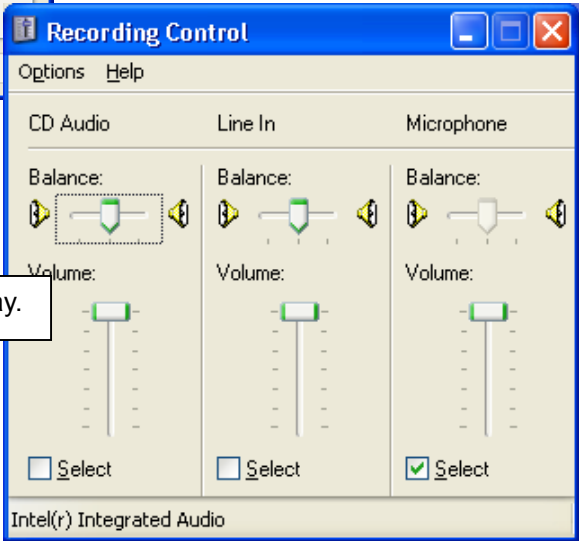 Recording Control
Options Help
CD Audio Line In Microphone
Balance: Balance: Balance:
Volume: Volume: Volume:
ay.
Select Select Select
Intel(r) Integrated Audio